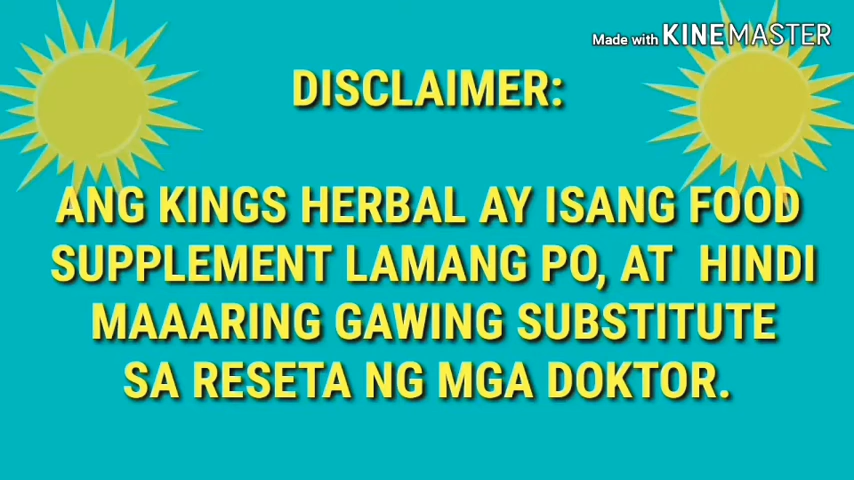 Made with KINEMASTER
DISCLAIMER:
ANG KINGS HERBAL AY ISANG FOOD
SUPPLEMENT LAMANG PO, AT HINDI
MAAARING GAWING SUBSTITUTE
SA RESETA NG MGA DOKTOR.